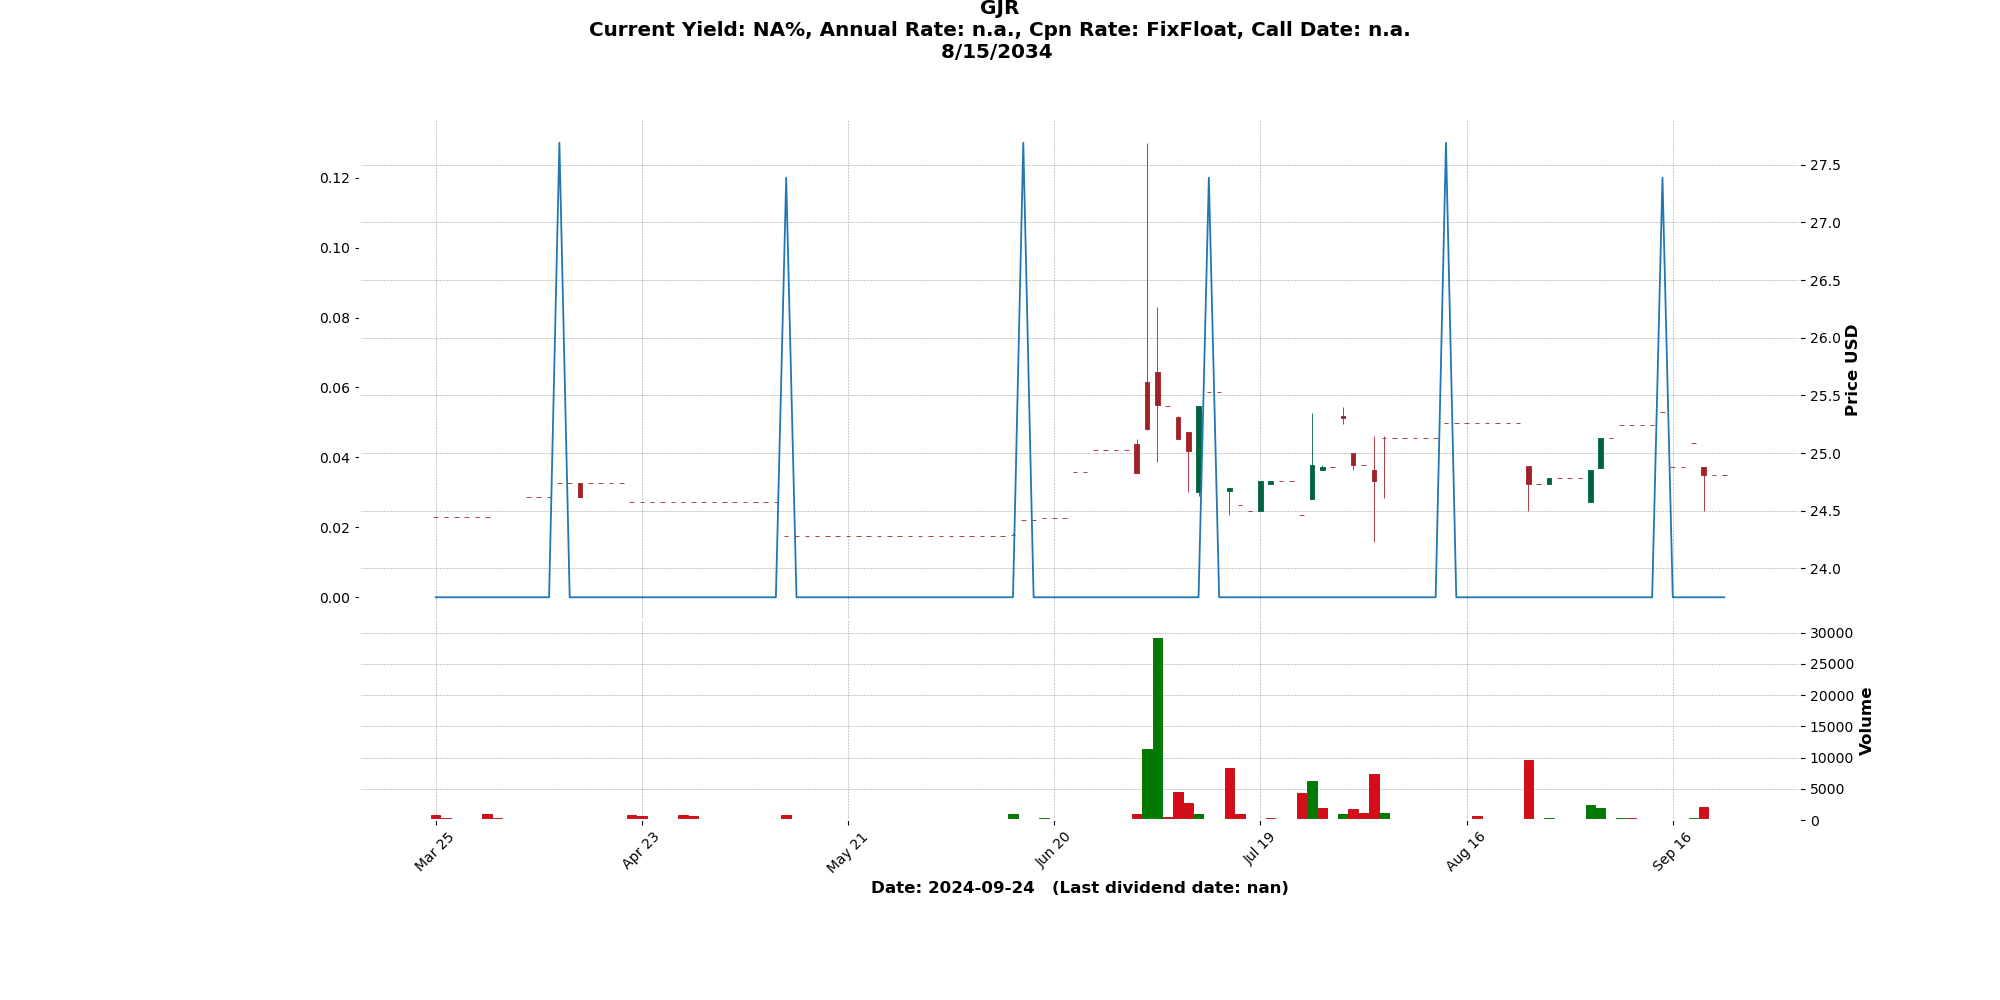 GJR
Current Yield: NA%, Annual Rate: n.a., Cpn Rate: FixFloat, Call Date: n.a.
8/15/2034
0.12
0.10
0.08
0.06
0.04
0.02
0.00
27.5
27.0
26.5
26.0
25.5
25.0
24.5
24.0
Price USD
30000
25000
20000
15000
10000
5000
0
Volume
Mar 25
Apr 23
May 21
Jun 20
Jul 19
Aug 16
Sep 16
Date: 2024-09-24 (Last dividend date: nan)